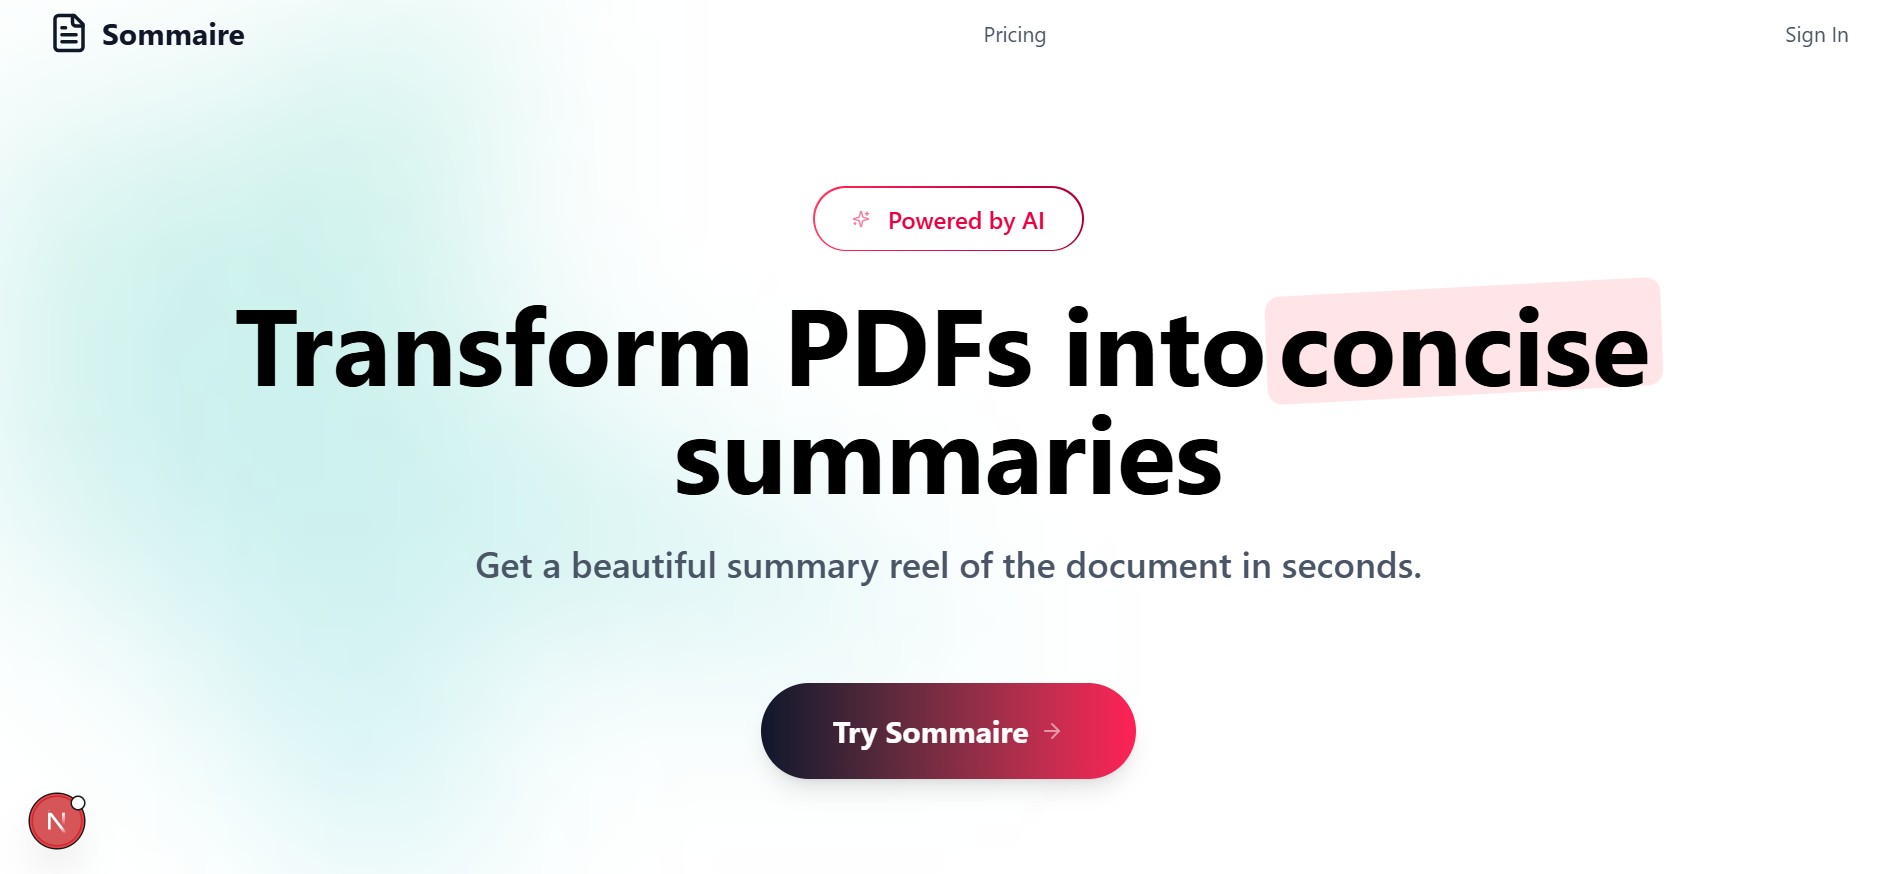 Sommaire
Pricing
Sign In
Powered by AI
Transform PDFs into concise
summaries
Get a beautiful summary reel of the document in seconds.
Try Sommaire
N